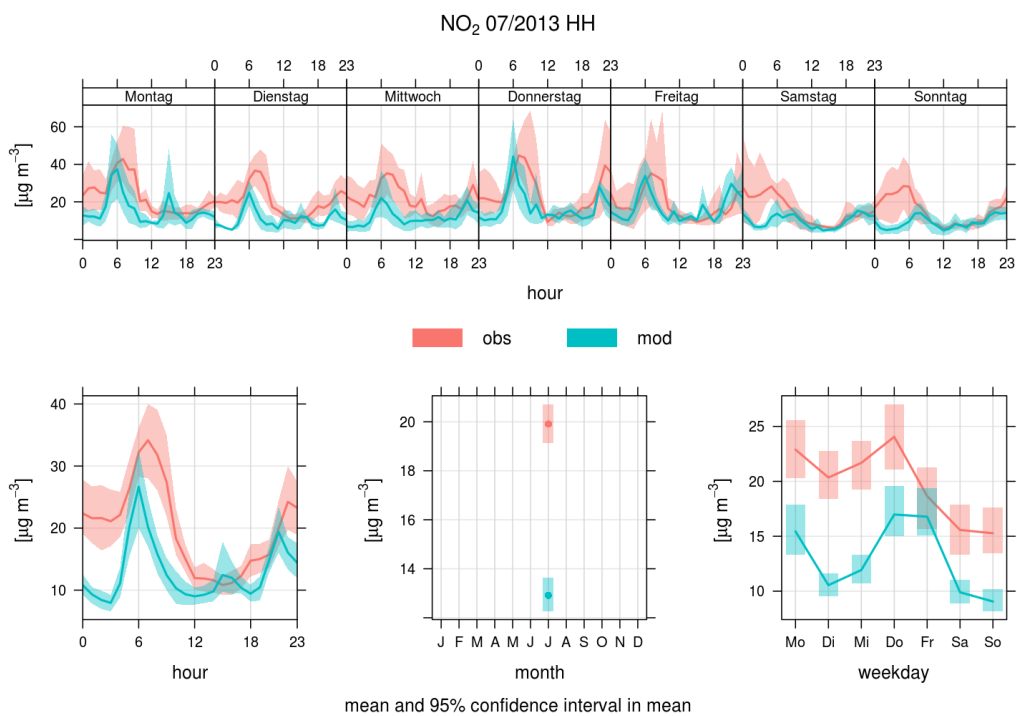 NO₂ 07/2013 HH
0 6 12 18 23 0 6 12 18 23 0 6 12 18 23
Montag Dienstag Mittwoch Donnerstag Freitag Samstag Sonntag
60
40
20
[µg m⁻³]
0 6 12 18 23 0 6 12 18 23 0 6 12 18 23 0 6 12 18 23
hour
obs mod
40
30
20
10
[µg m⁻³]
0 6 12 18 23
hour
20
18
16
14
[µg m⁻³]
J F M A M J J A S O N D
month
25
20
15
10
[µg m⁻³]
Mo Di Mi Do Fr Sa So
weekday
mean and 95% confidence interval in mean